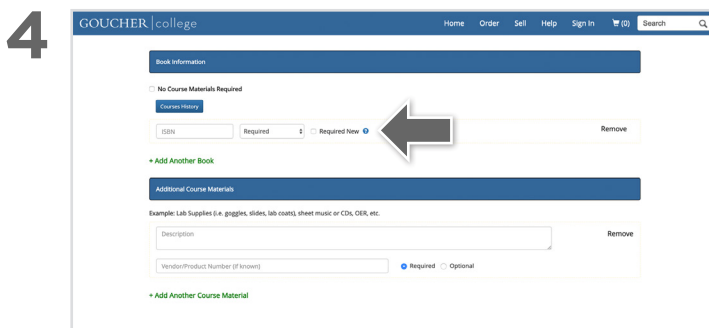 4
GOUCHER | college Home Order Sell Help Sign In (0) Search
Book Information
No Course Materials Required
Courses History
ISBN Required Required New ?
Remove
+ Add Another Book
Additional Course Materials
Example: Lab Supplies (i.e. goggles, slides, lab coats), sheet music or CDs, OER, etc.
Description
Remove
Vendor/Product Number (if known) Required Optional
+ Add Another Course Material